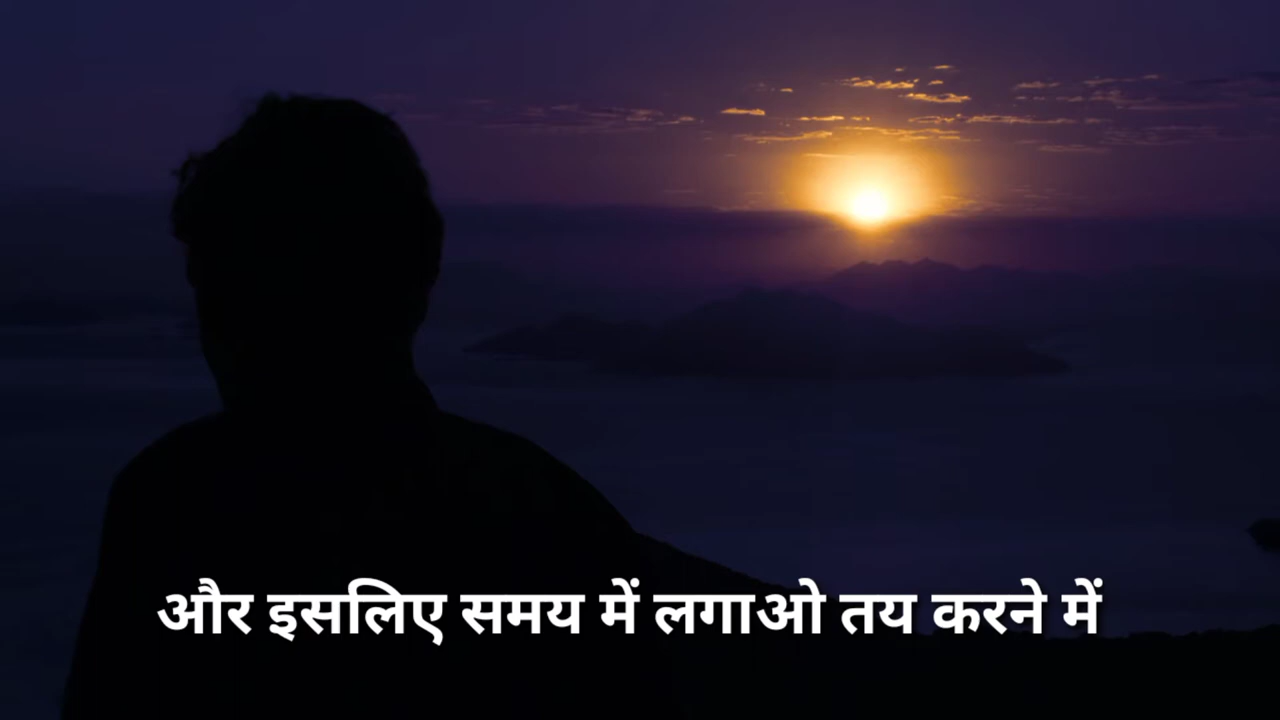 और इसलिए समय में लगाओ तय करने में